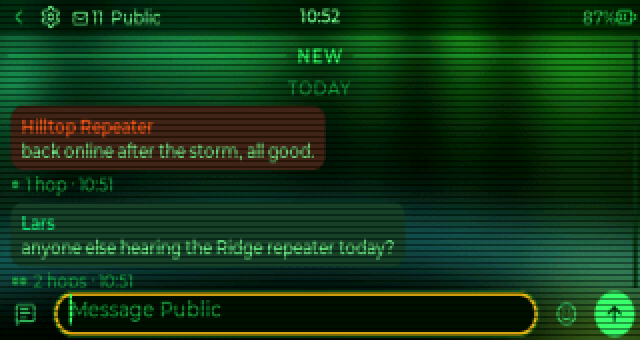 11 Public 10:52 87%
NEW
TODAY
Hilltop Repeater
back online after the storm, all good.
1 hop · 10:51
Lars
anyone else hearing the Ridge repeater today?
2 hops · 10:51
Message Public